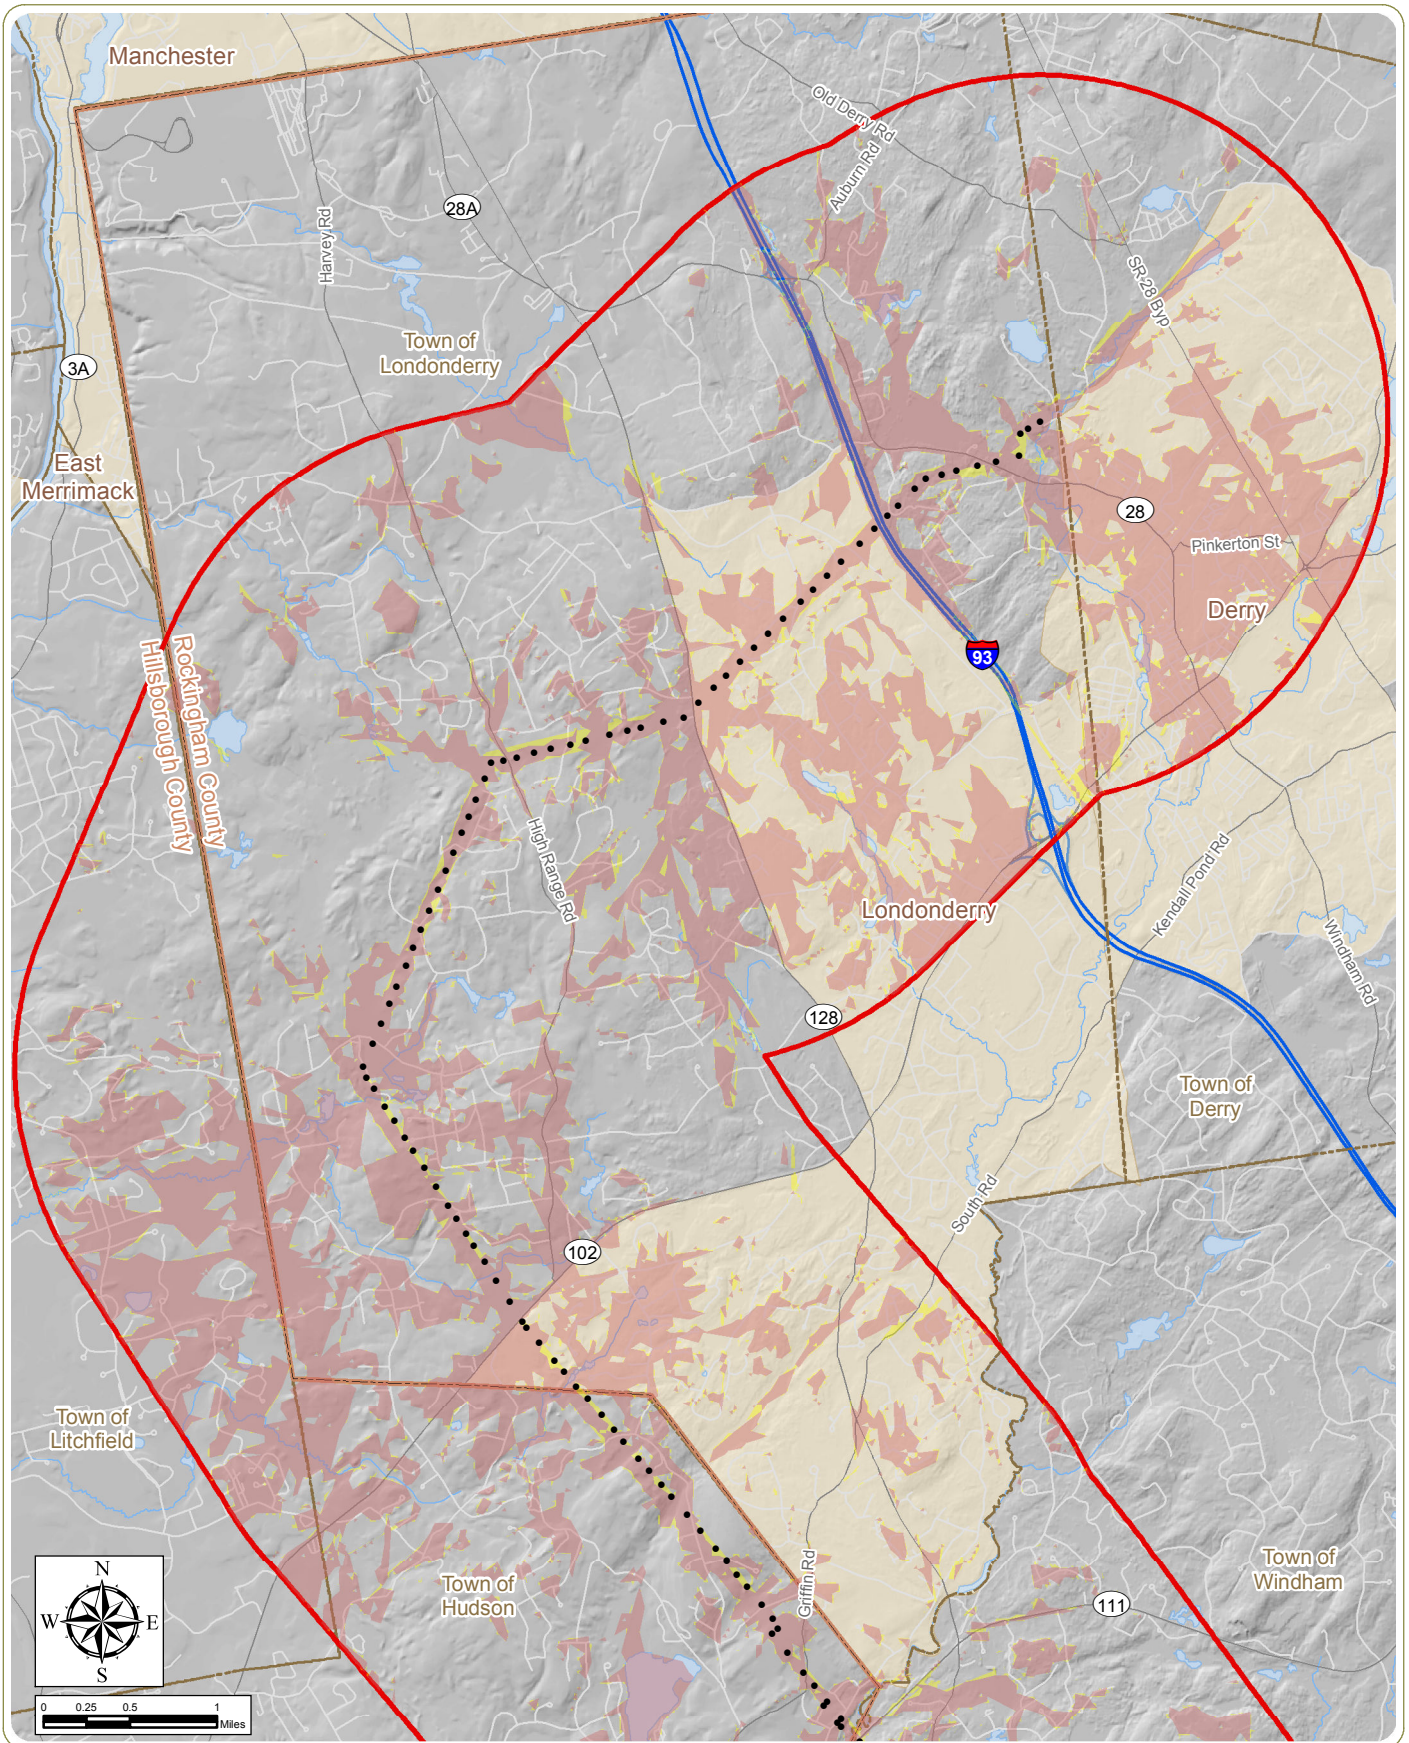 Manchester
Old Derry Rd
Auburn Rd
28A
Harvey Rd
SR 28 Byp
Town of
Londonderry
3A
East
Merrimack
28
Pinkerton St
Derry
Rockingham County
Hillsborough County
93
High Range Rd
Londonderry
Kendall Pond Rd
Windham Rd
128
Town of
Derry
South Rd
102
Town of
Litchfield
Town of
Hudson
Griffin Rd
Town of
Windham
111
N
W
E
S
0 0.25 0.5 1
Miles